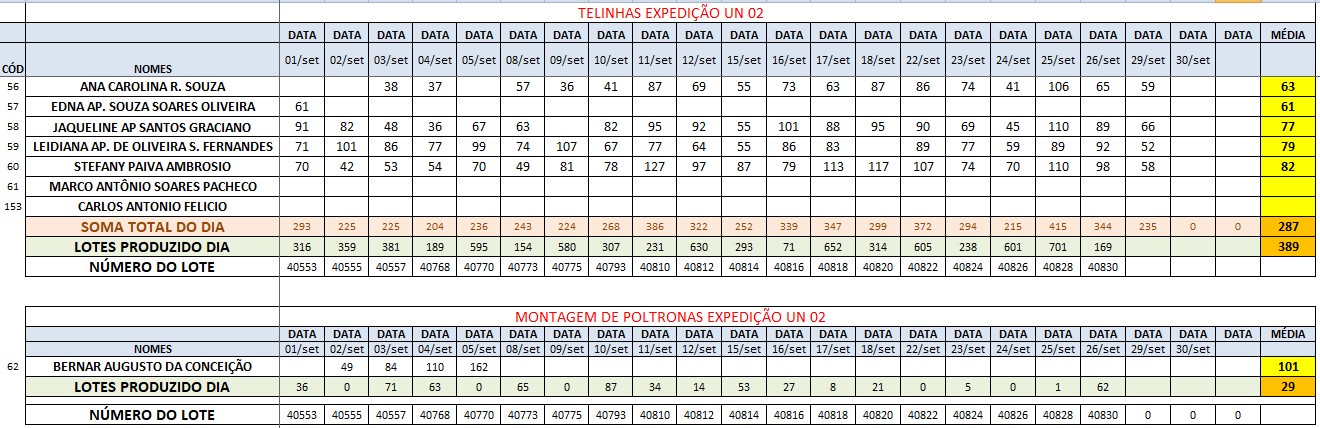 TELINHAS EXPEDIÇÃO UN 02
DATA DATA DATA DATA DATA DATA DATA DATA DATA DATA DATA DATA DATA DATA DATA DATA DATA DATA DATA DATA DATA MÉDIA
CÓD NOMES 01/set 02/set 03/set 04/set 05/set 08/set 09/set 10/set 11/set 12/set 15/set 16/set 17/set 18/set 22/set 23/set 24/set 25/set 26/set 29/set 30/set
56 ANA CAROLINA R. SOUZA 38 37 57 36 41 87 69 55 73 63 87 86 74 41 106 65 59 63
57 EDNA AP. SOUZA SOARES OLIVEIRA 61 61
58 JAQUELINE AP SANTOS GRACIANO 91 82 48 36 67 63 82 95 92 55 101 88 95 90 69 45 110 89 66 77
59 LEIDIANA AP. DE OLIVEIRA S. FERNANDES 71 101 86 77 99 74 107 67 77 64 55 86 83 89 77 59 89 92 52 79
60 STEFANY PAIVA AMBROSIO 70 42 53 54 70 49 81 78 127 97 87 79 113 117 107 74 70 110 98 58 82
61 MARCO ANTÔNIO SOARES PACHECO
153 CARLOS ANTONIO FELICIO
SOMA TOTAL DO DIA 293 225 225 204 236 243 224 268 386 322 252 339 347 299 372 294 215 415 344 235 0 0 287
LOTES PRODUZIDO DIA 316 359 381 189 595 154 580 307 231 630 293 71 652 314 605 238 601 701 169 389
NÚMERO DO LOTE 40553 40555 40557 40768 40770 40773 40775 40793 40810 40812 40814 40816 40818 40820 40822 40824 40826 40828 40830
MONTAGEM DE POLTRONAS EXPEDIÇÃO UN 02
DATA DATA DATA DATA DATA DATA DATA DATA DATA DATA DATA DATA DATA DATA DATA DATA DATA DATA DATA DATA DATA DATA MÉDIA
NOMES 01/set 02/set 03/set 04/set 05/set 08/set 09/set 10/set 11/set 12/set 15/set 16/set 17/set 18/set 22/set 23/set 24/set 25/set 26/set 29/set 30/set
62 BERNAR AUGUSTO DA CONCEIÇÃO 49 84 110 162 101
LOTES PRODUZIDO DIA 36 0 71 63 0 65 0 87 34 14 53 27 8 21 0 5 0 1 62 29
NÚMERO DO LOTE 40553 40555 40557 40768 40770 40773 40775 40793 40810 40812 40814 40816 40818 40820 40822 40824 40826 40828 40830 0 0 0